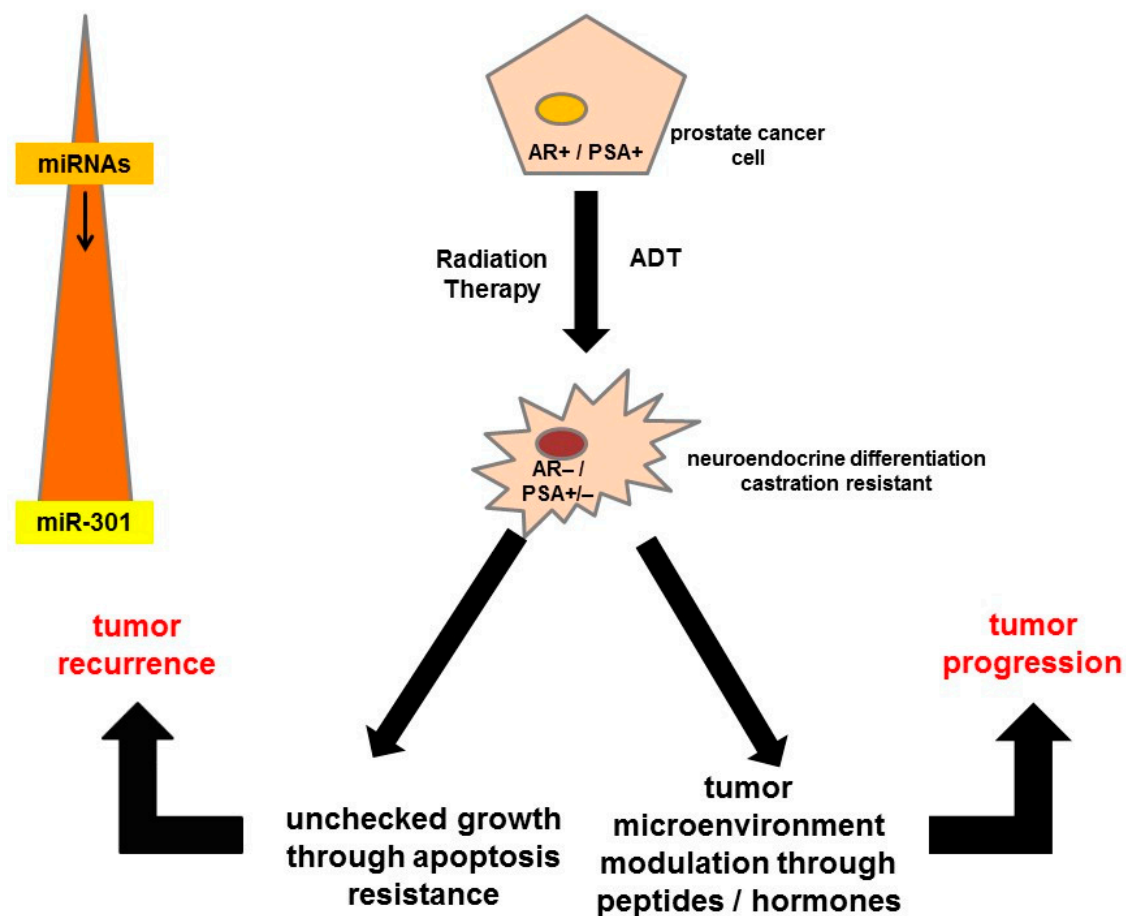 miRNAs
miR-301
AR+ / PSA+
prostate cancer
cell
Radiation
Therapy
ADT
AR– /
PSA+/–
neuroendocrine differentiation
castration resistant
tumor
recurrence
tumor
progression
unchecked growth
through apoptosis
resistance
tumor
microenvironment
modulation through
peptides / hormones